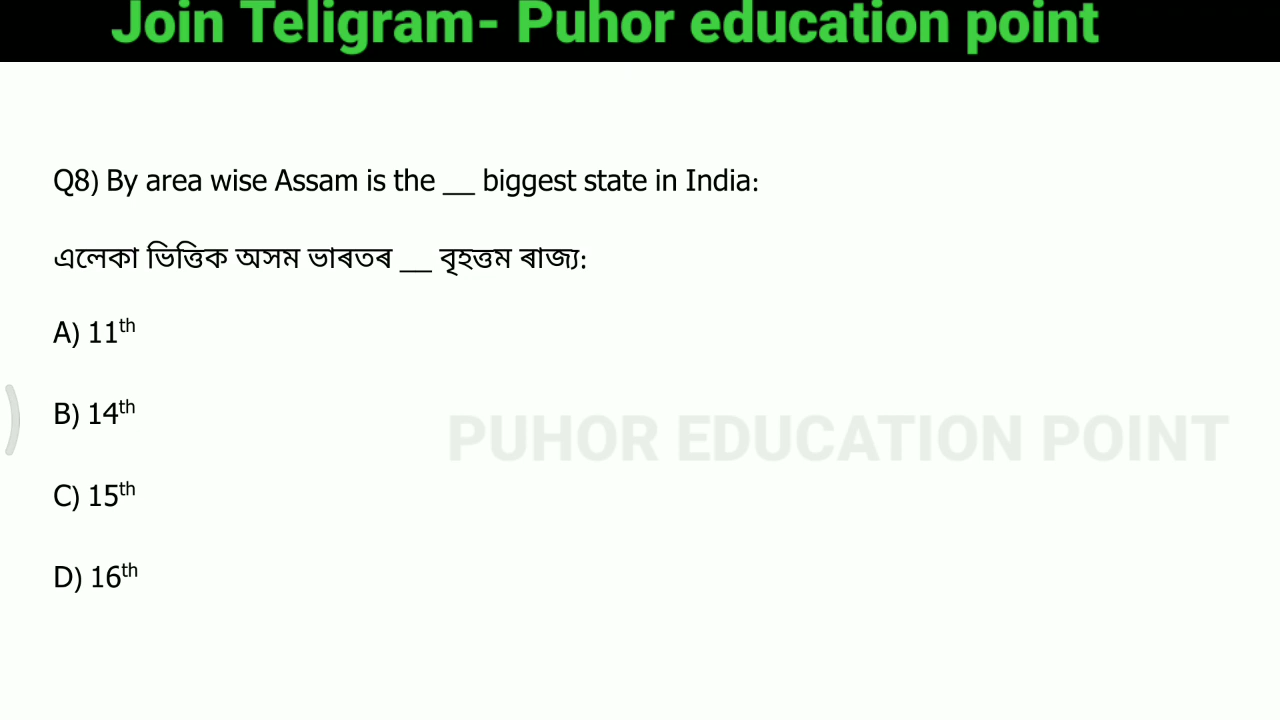 Join Teligram- Puhor education point
Q8) By area wise Assam is the __ biggest state in India:
এলেকা ভিত্তিক অসম ভাৰতৰ __ বৃহত্তম ৰাজ্য:
A) 11th
B) 14th
PUHOR EDUCATION POINT
C) 15th
D) 16th